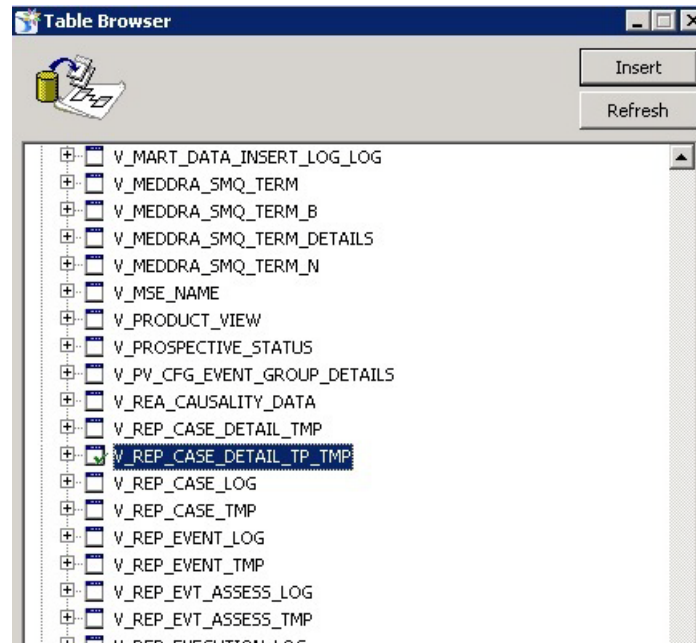 Table Browser
Insert
Refresh
V_MART_DATA_INSERT_LOG_LOG
V_MEDDRA_SMQ_TERM
V_MEDDRA_SMQ_TERM_B
V_MEDDRA_SMQ_TERM_DETAILS
V_MEDDRA_SMQ_TERM_N
V_MSE_NAME
V_PRODUCT_VIEW
V_PROSPECTIVE_STATUS
V_PV_CFG_EVENT_GROUP_DETAILS
V_REA_CAUSALITY_DATA
V_REP_CASE_DETAIL_TMP
V_REP_CASE_DETAIL_TP_TMP
V_REP_CASE_LOG
V_REP_CASE_TMP
V_REP_EVENT_LOG
V_REP_EVENT_TMP
V_REP_EVT_ASSESS_LOG
V_REP_EVT_ASSESS_TMP
V_REP_EXECUTION_LOG